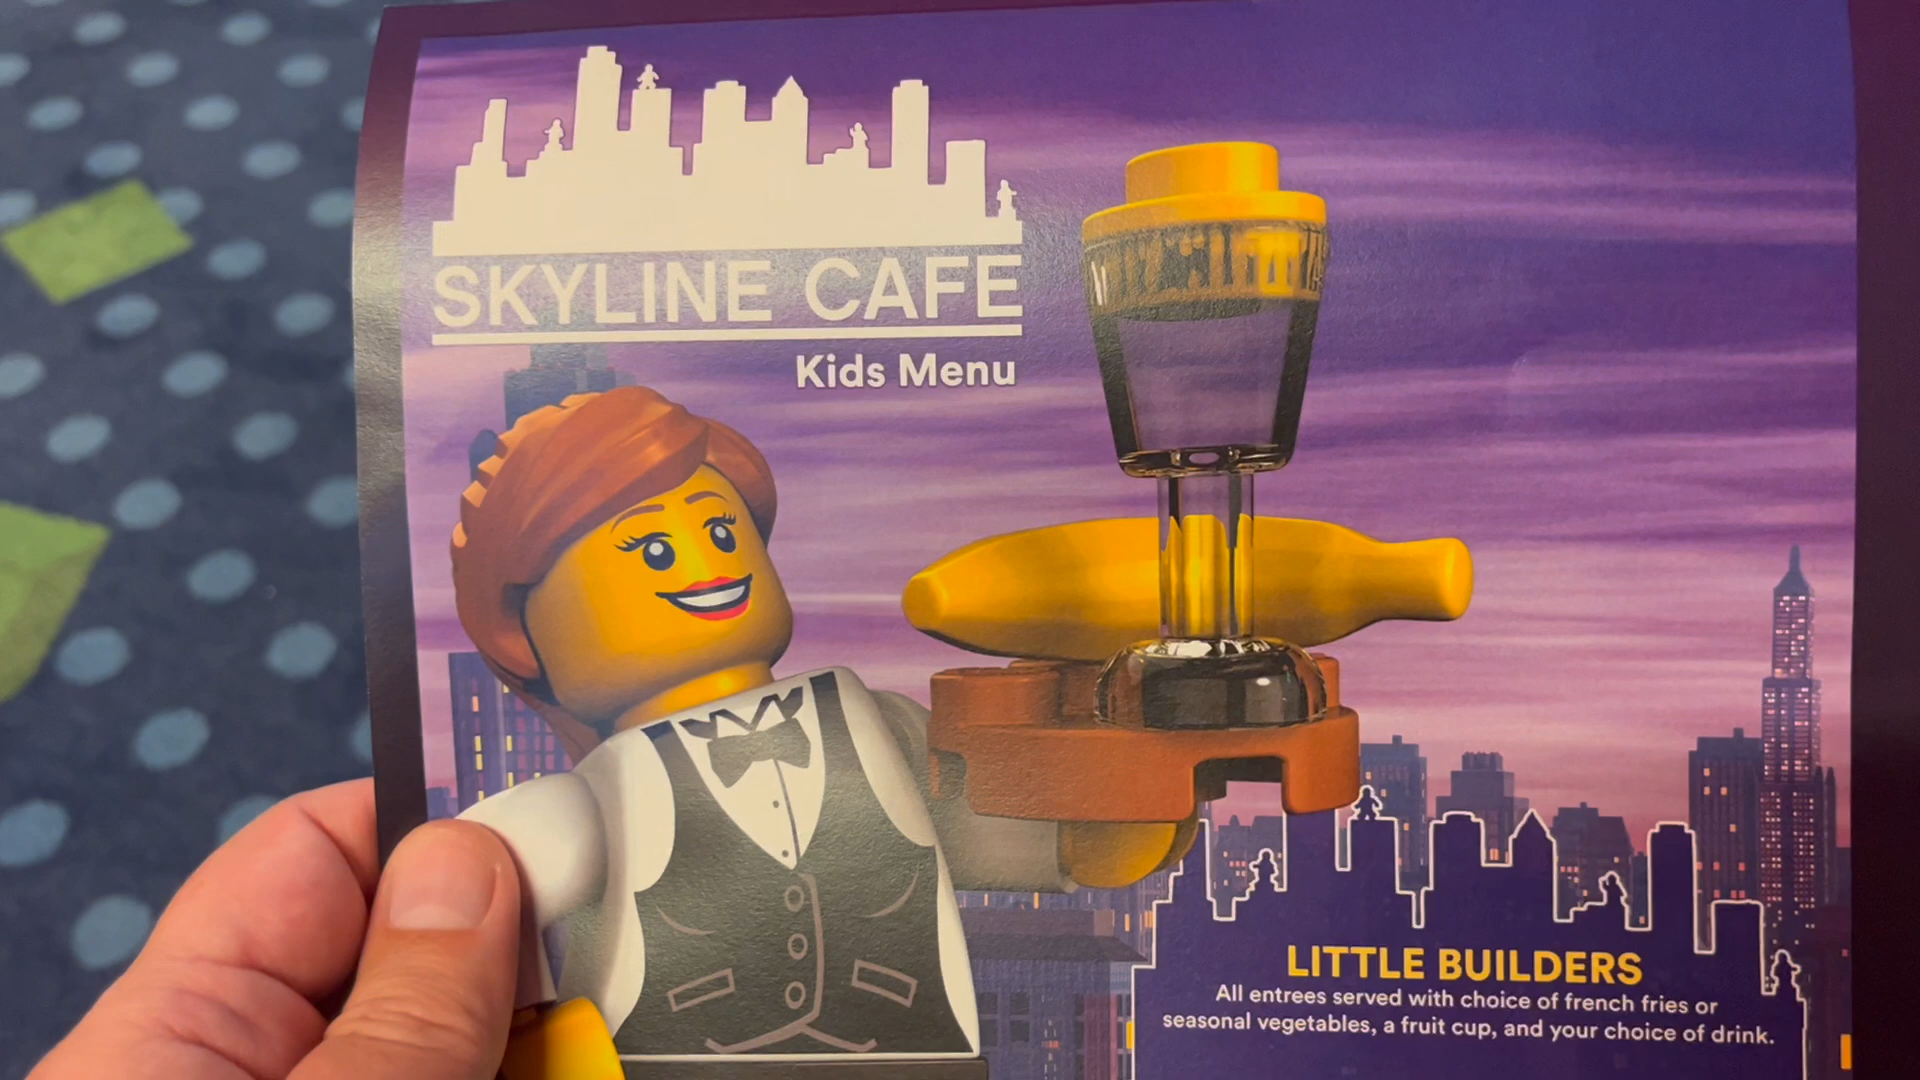 SKYLINE CAFE
Kids Menu
LITTLE BUILDERS
All entrees served with choice of french fries or
seasonal vegetables, a fruit cup, and your choice of drink.